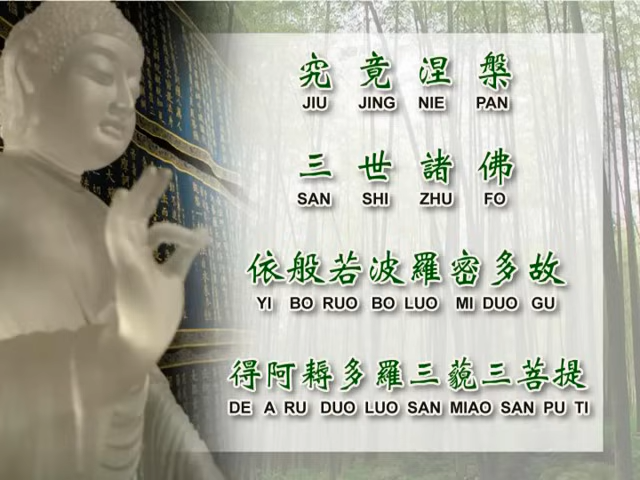 究竟涅槃
JIU JING NIE PAN
三世諸佛
SAN SHI ZHU FO
依般若波羅密多故
YI BO RUO BO LUO MI DUO GU
得阿耨多羅三藐三菩提
DE A RU DUO LUO SAN MIAO SAN PU TI